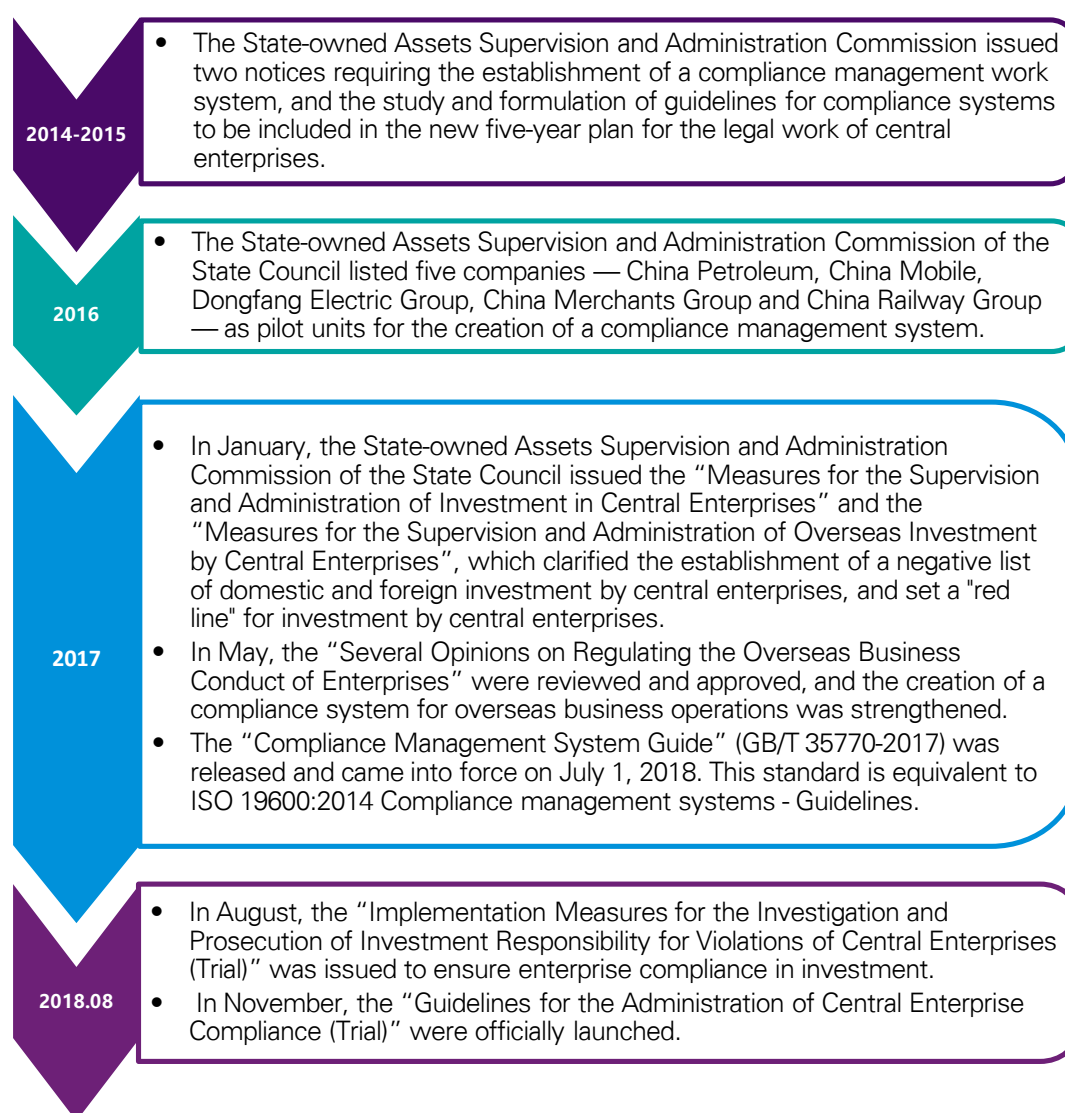 2014-2015
• The State-owned Assets Supervision and Administration Commission issued
two notices requiring the establishment of a compliance management work
system, and the study and formulation of guidelines for compliance systems
to be included in the new five-year plan for the legal work of central
enterprises.
2016
• The State-owned Assets Supervision and Administration Commission of the
State Council listed five companies — China Petroleum, China Mobile,
Dongfang Electric Group, China Merchants Group and China Railway Group
— as pilot units for the creation of a compliance management system.
2017
• In January, the State-owned Assets Supervision and Administration
Commission of the State Council issued the “Measures for the Supervision
and Administration of Investment in Central Enterprises” and the
“Measures for the Supervision and Administration of Overseas Investment
by Central Enterprises”, which clarified the establishment of a negative list
of domestic and foreign investment by central enterprises, and set a "red
line" for investment by central enterprises.
• In May, the “Several Opinions on Regulating the Overseas Business
Conduct of Enterprises” were reviewed and approved, and the creation of a
compliance system for overseas business operations was strengthened.
• The “Compliance Management System Guide” (GB/T 35770-2017) was
released and came into force on July 1, 2018. This standard is equivalent to
ISO 19600:2014 Compliance management systems - Guidelines.
2018.08
• In August, the “Implementation Measures for the Investigation and
Prosecution of Investment Responsibility for Violations of Central Enterprises
(Trial)” was issued to ensure enterprise compliance in investment.
• In November, the “Guidelines for the Administration of Central Enterprise
Compliance (Trial)” were officially launched.